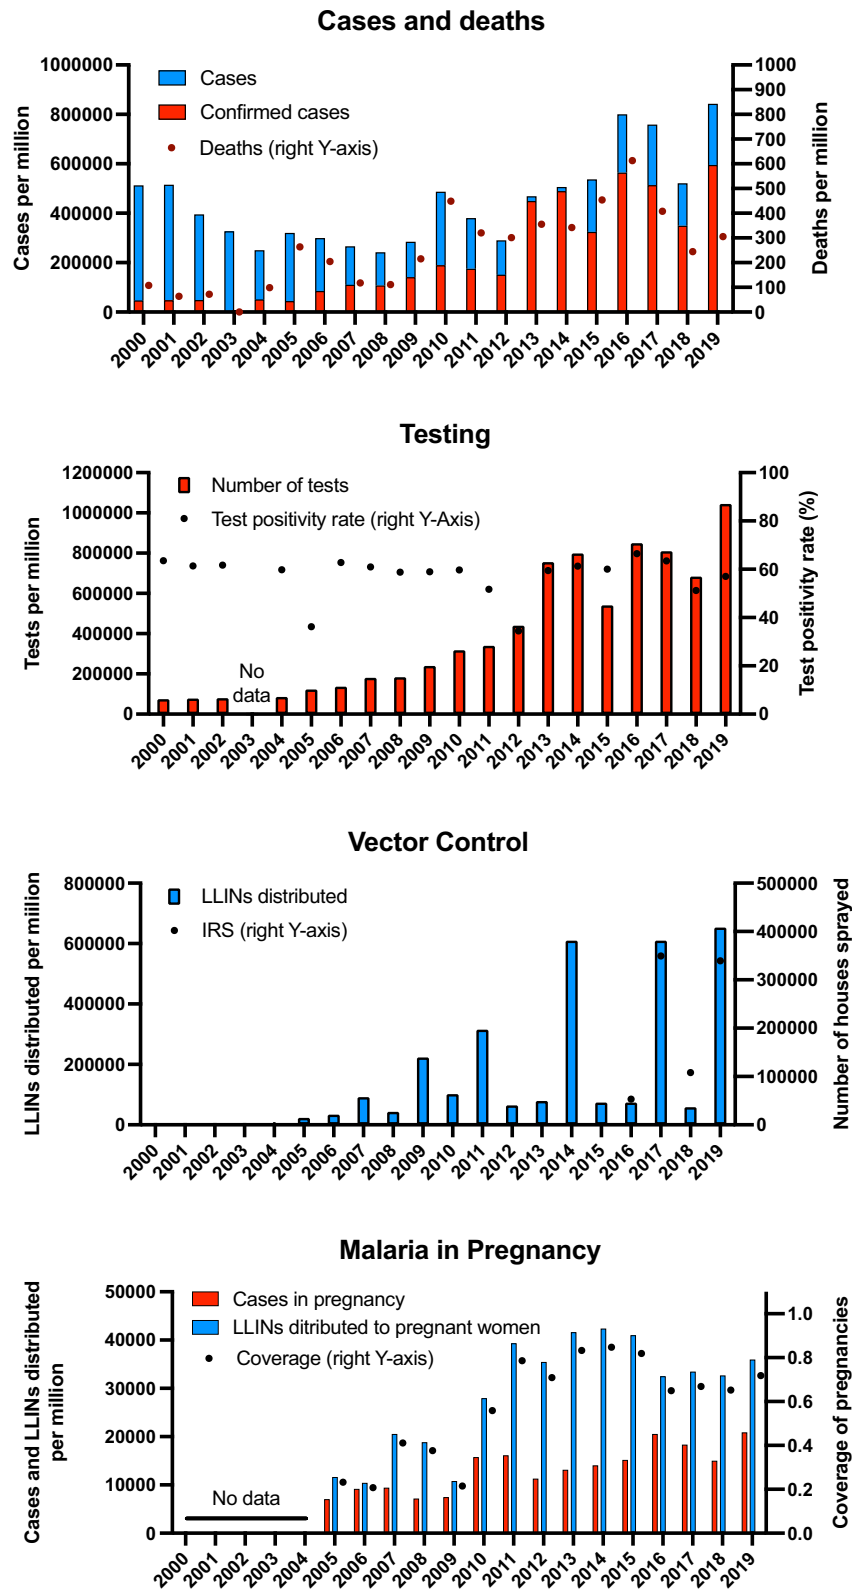 Cases and deaths
1000000
800000
600000
400000
200000
0
Cases per million
Cases
Confirmed cases
Deaths (right Y-axis)
1000
900
800
700
600
500
400
300
200
100
0
Deaths per million
2000 2001 2002 2003 2004 2005 2006 2007 2008 2009 2010 2011 2012 2013 2014 2015 2016 2017 2018 2019
Testing
1200000
1000000
800000
600000
400000
200000
0
Tests per million
Number of tests
Test positivity rate (right Y-Axis)
No
data
100
80
60
40
20
0
Test positivity rate (%)
2000 2001 2002 2003 2004 2005 2006 2007 2008 2009 2010 2011 2012 2013 2014 2015 2016 2017 2018 2019
Vector Control
800000
600000
400000
200000
0
LLINs distributed per miilion
LLINs distributed
IRS (right Y-axis)
500000
400000
300000
200000
100000
0
Number of houses sprayed
2000 2001 2002 2003 2004 2005 2006 2007 2008 2009 2010 2011 2012 2013 2014 2015 2016 2017 2018 2019
Malaria in Pregnancy
50000
40000
30000
20000
10000
0
Cases and LLINs distributed
per million
Cases in pregnancy
LLINs ditributed to pregnant women
Coverage (right Y-axis)
No data
1.0
0.8
0.6
0.4
0.2
0.0
Coverage of pregnancies
2000 2001 2002 2003 2004 2005 2006 2007 2008 2009 2010 2011 2012 2013 2014 2015 2016 2017 2018 2019